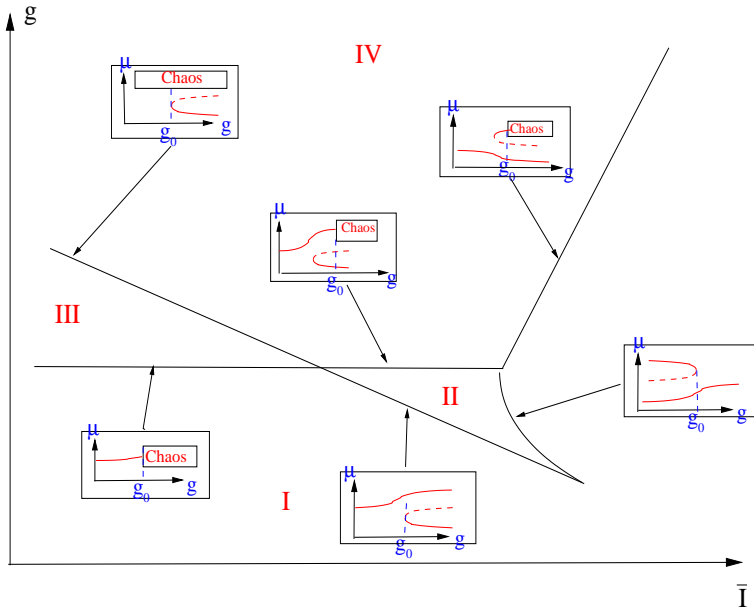 g
IV
μ
Chaos
g₀
g
μ
Chaos
g₀
g
μ
Chaos
g₀
g
III
II
μ
g₀
g
μ
Chaos
g₀
g
I
μ
g₀
g
Ī